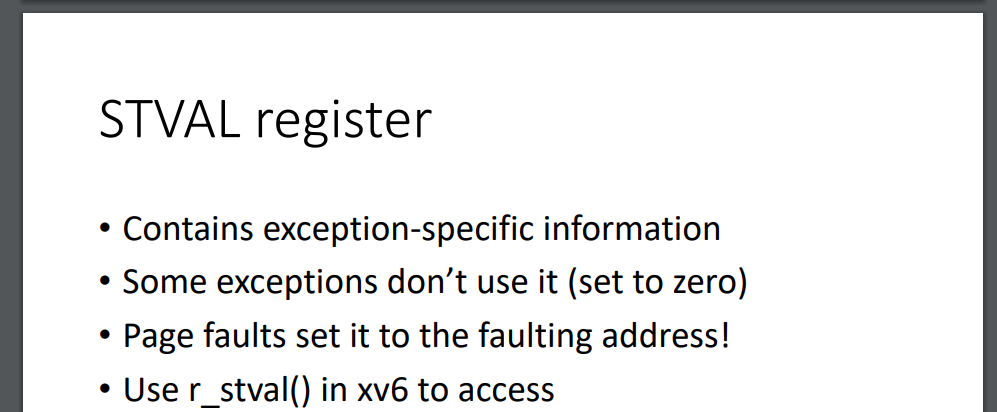 STVAL register
• Contains exception-specific information
• Some exceptions don’t use it (set to zero)
• Page faults set it to the faulting address!
• Use r_stval() in xv6 to access